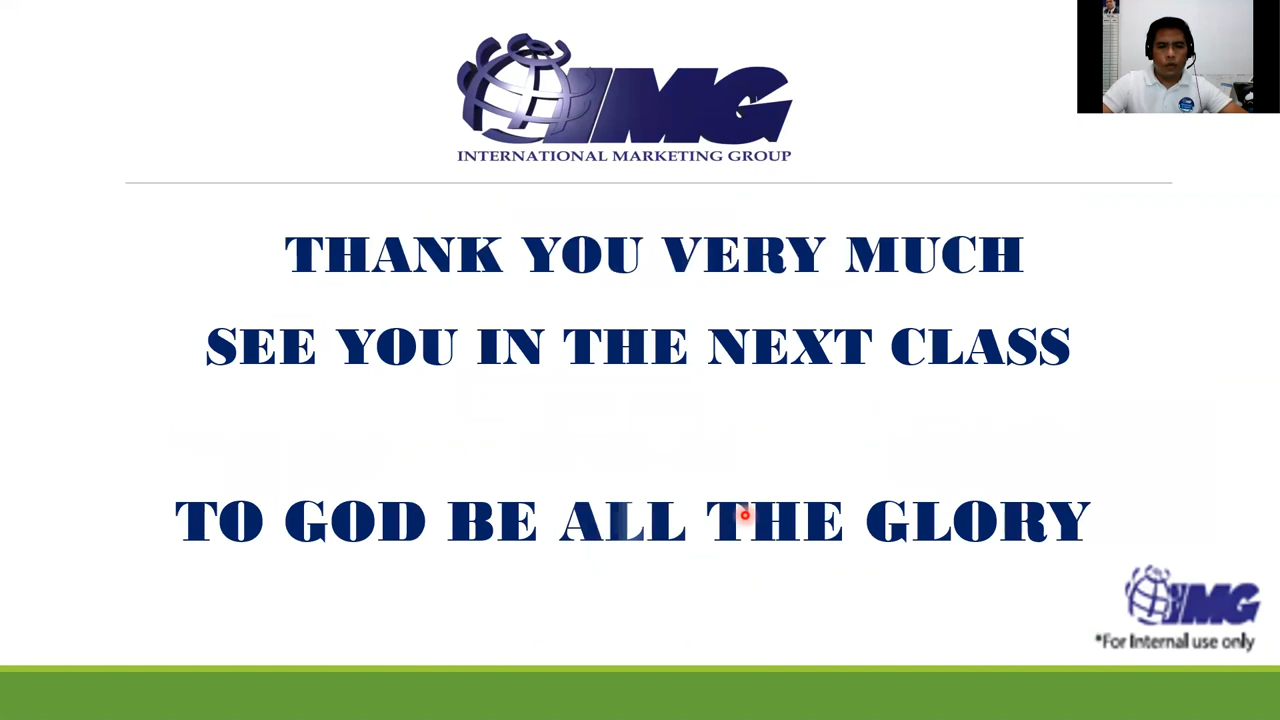 IMG
INTERNATIONAL MARKETING GROUP
THANK YOU VERY MUCH
SEE YOU IN THE NEXT CLASS
TO GOD BE ALL THE GLORY
IMG
*For Internal use only